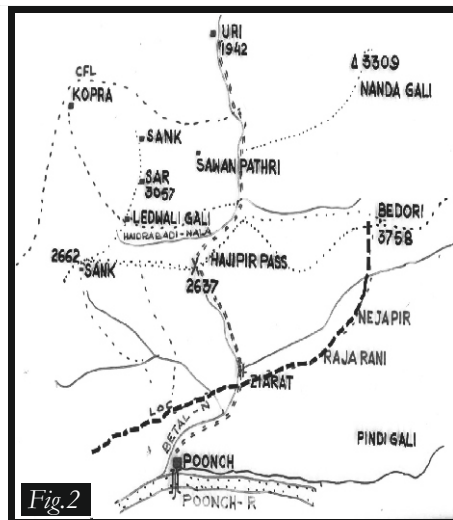 URI
1942
Δ 3309
NANDA GALI
CFL
KOPRA
SANK
SAWAN PATHRI
SAR
3057
LEDWALI GALI
HAIDRABADI-NALA
BEDORI
3758
2662
SANK
HAJIPIR PASS
2637
NEJAPIR
RAJA RANI
ZIARAT
LOC
BETAL-N
PINDI GALI
POONCH
POONCH-R
Fig.2